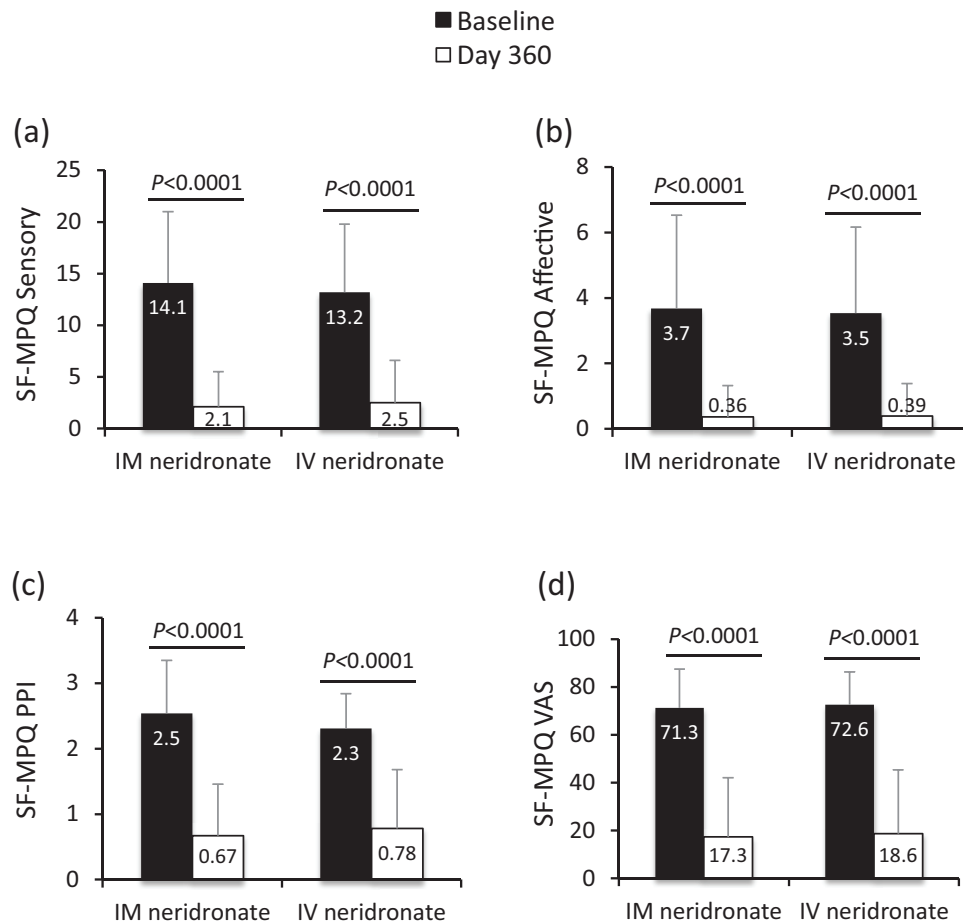 Baseline
Day 360
(a)
SF-MPQ Sensory
25
20
15
10
5
0
P<0.0001
P<0.0001
14.1
2.1
13.2
2.5
IM neridronate
IV neridronate
(b)
SF-MPQ Affective
8
6
4
2
0
P<0.0001
P<0.0001
3.7
0.36
3.5
0.39
IM neridronate
IV neridronate
(c)
SF-MPQ PPI
4
3
2
1
0
P<0.0001
P<0.0001
2.5
0.67
2.3
0.78
IM neridronate
IV neridronate
(d)
SF-MPQ VAS
100
80
60
40
20
0
P<0.0001
P<0.0001
71.3
17.3
72.6
18.6
IM neridronate
IV neridronate